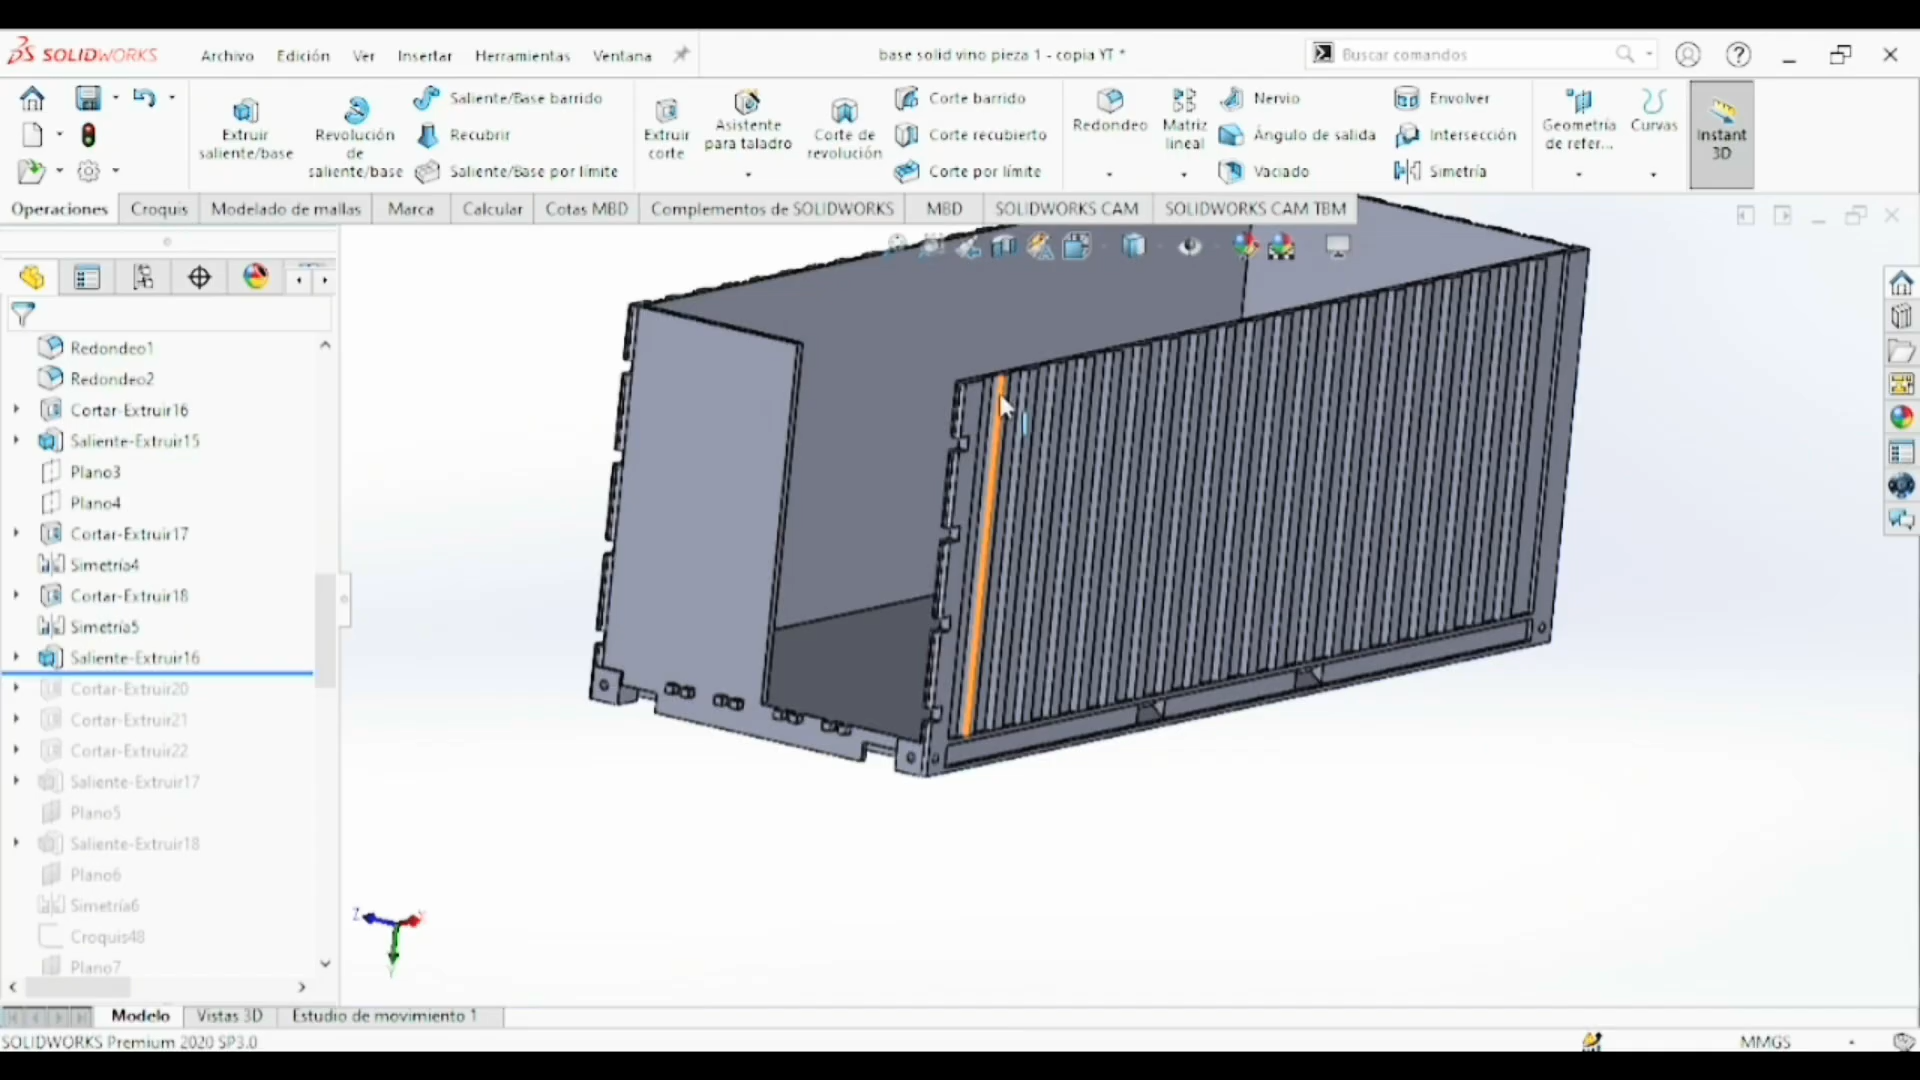 SOLIDWORKS
Archivo Edición Ver Insertar Herramientas Ventana
base solid vino pieza 1 - copia YT *
Buscar comandos
Extruir saliente/base
Revolución de saliente/base
Saliente/Base barrido
Recubrir
Saliente/Base por límite
Extruir corte
Asistente para taladro
Corte de revolución
Corte barrido
Corte recubierto
Corte por límite
Redondeo
Matriz lineal
Nervio
Ángulo de salida
Vaciado
Envolver
Intersección
Simetría
Geometría de refer...
Curvas
Instant 3D
Operaciones Croquis Modelado de mallas Marca Calcular Cotas MBD Complementos de SOLIDWORKS MBD SOLIDWORKS CAM SOLIDWORKS CAM TBM
Redondeo1
Redondeo2
Cortar-Extruir16
Saliente-Extruir15
Plano3
Plano4
Cortar-Extruir17
Simetría4
Cortar-Extruir18
Simetría5
Saliente-Extruir16
Cortar-Extruir20
Cortar-Extruir21
Cortar-Extruir22
Saliente-Extruir17
Plano5
Saliente-Extruir18
Plano6
Simetría6
Croquis48
Plano7
Z X
Y
Modelo Vistas 3D Estudio de movimiento 1
SOLIDWORKS Premium 2020 SP3.0
MMGS